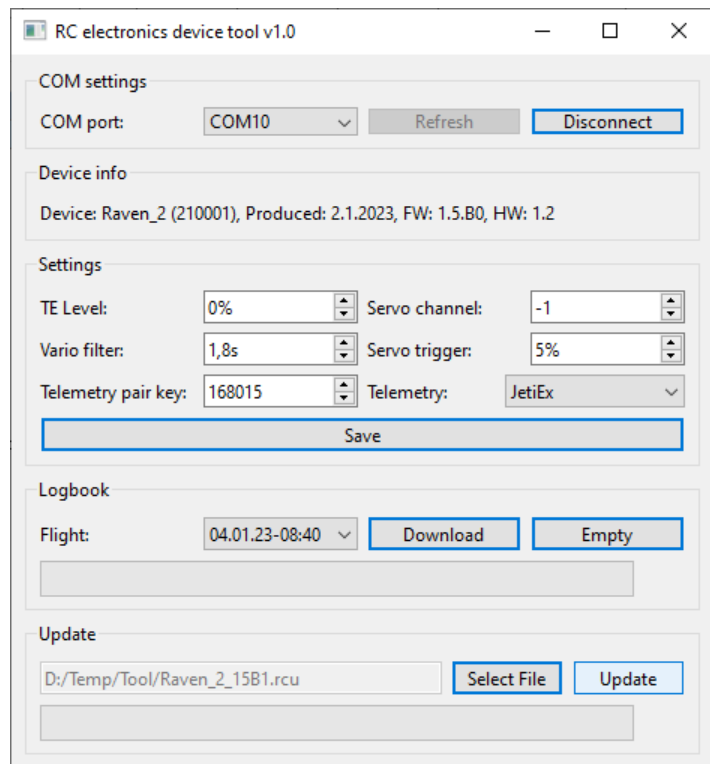 RC electronics device tool v1.0
COM settings
COM port: COM10 Refresh Disconnect
Device info
Device: Raven_2 (210001), Produced: 2.1.2023, FW: 1.5.B0, HW: 1.2
Settings
TE Level: 0% Servo channel: -1
Vario filter: 1,8s Servo trigger: 5%
Telemetry pair key: 168015 Telemetry: JetiEx
Save
Logbook
Flight: 04.01.23-08:40 Download Empty
Update
D:/Temp/Tool/Raven_2_15B1.rcu Select File Update